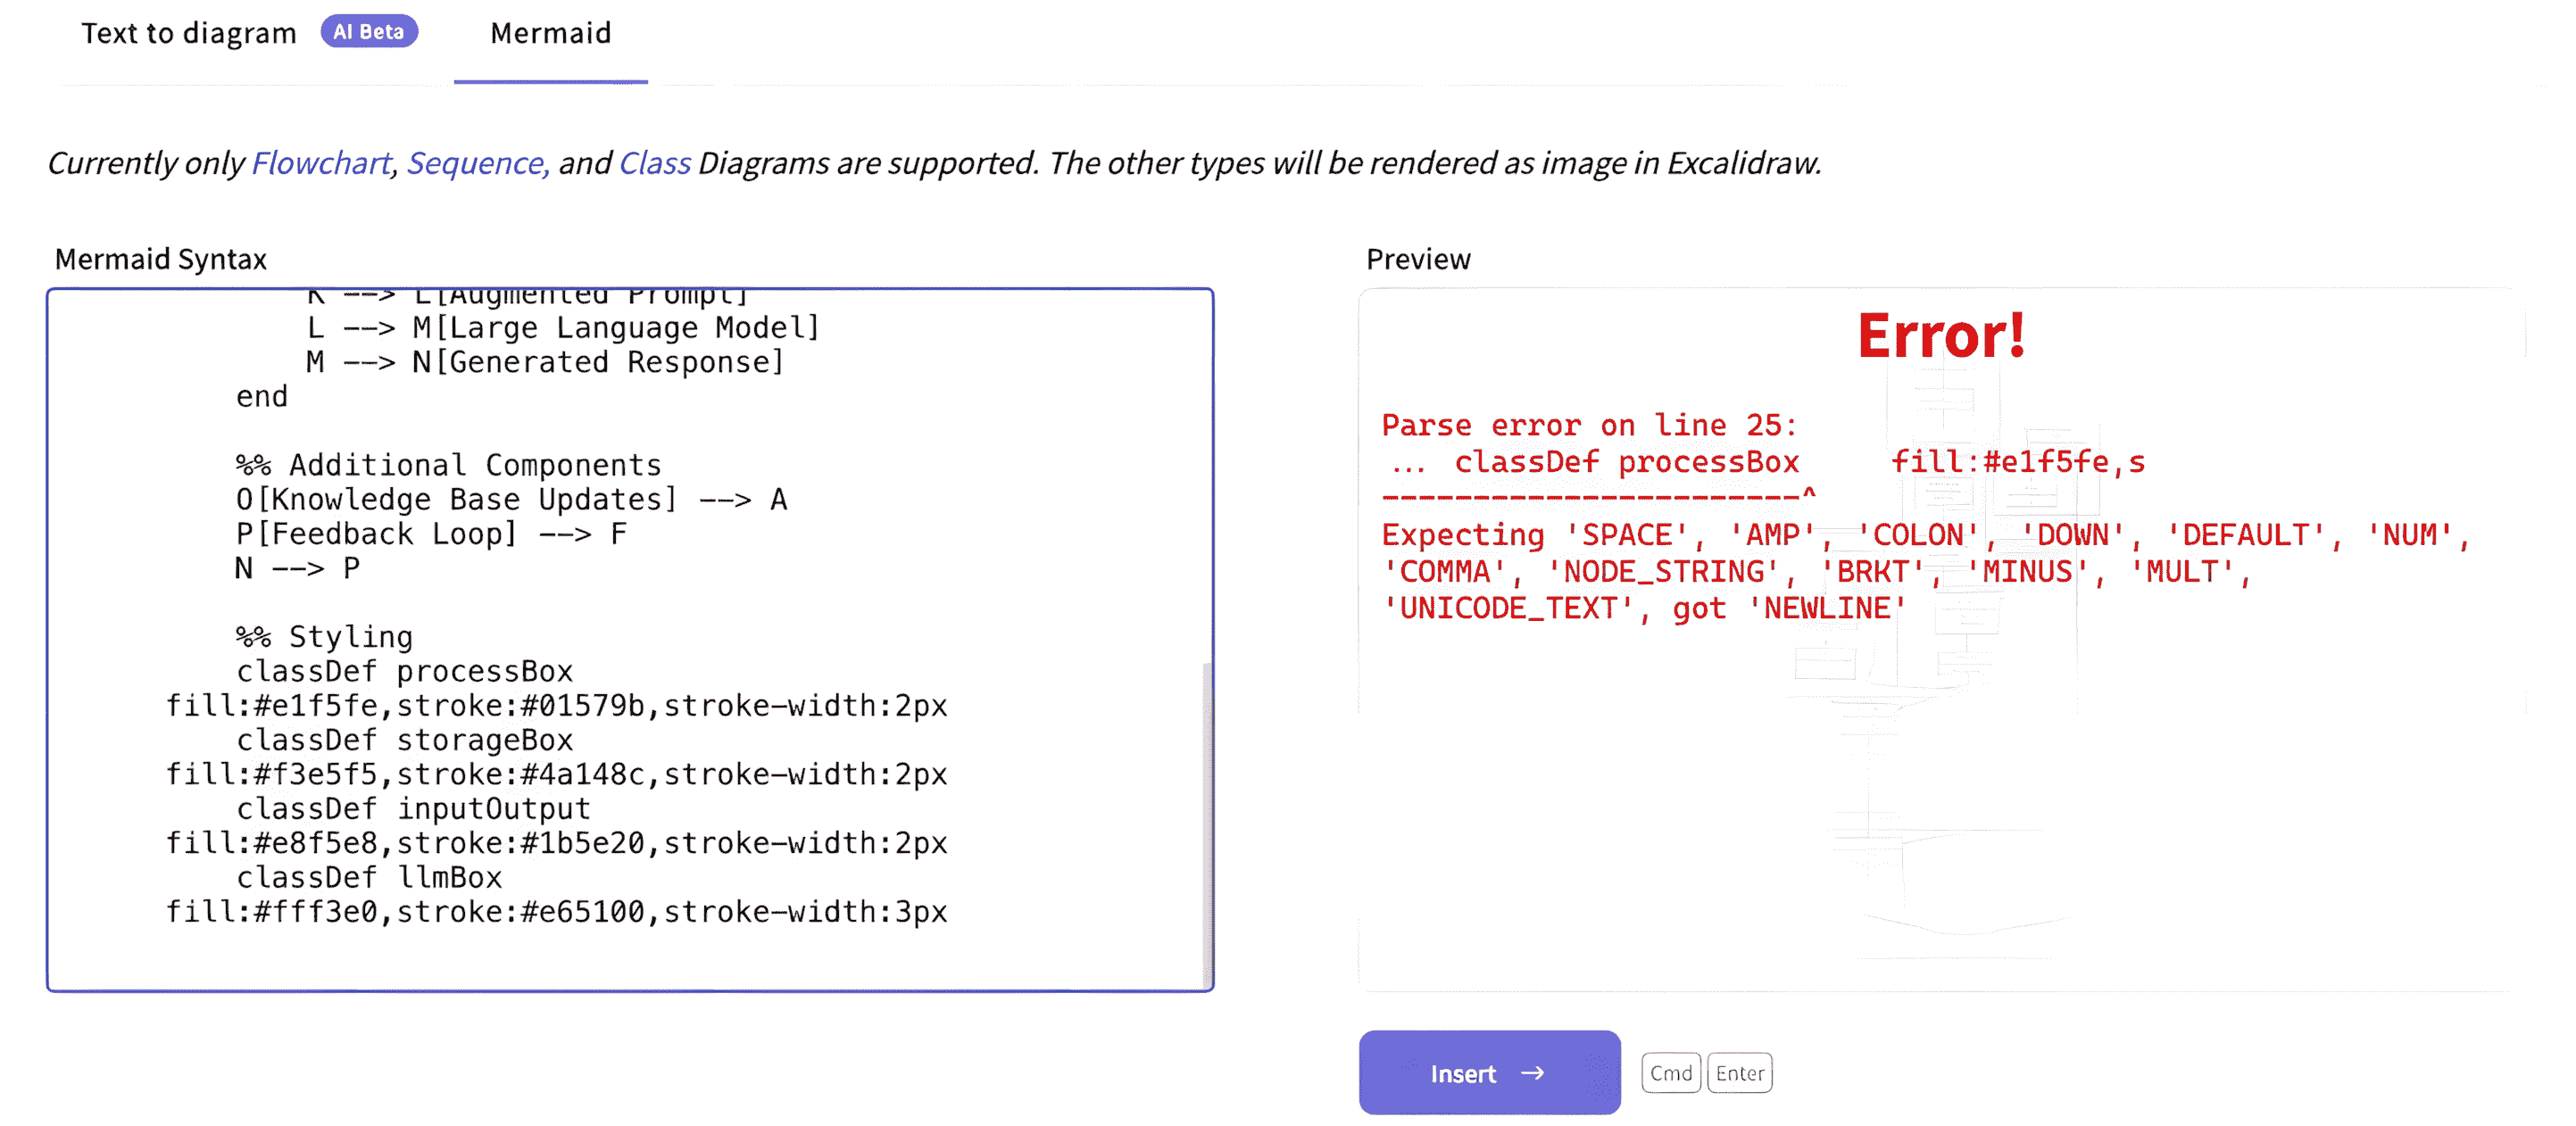 Text to diagram AI Beta Mermaid
Currently only Flowchart, Sequence, and Class Diagrams are supported. The other types will be rendered as image in Excalidraw.
Mermaid Syntax
K --> L[Augmented Prompt]
L --> M[Large Language Model]
M --> N[Generated Response]
end
%% Additional Components
O[Knowledge Base Updates] --> A
P[Feedback Loop] --> F
N --> P
%% Styling
classDef processBox
fill:#e1f5fe,stroke:#01579b,stroke-width:2px
classDef storageBox
fill:#f3e5f5,stroke:#4a148c,stroke-width:2px
classDef inputOutput
fill:#e8f5e8,stroke:#1b5e20,stroke-width:2px
classDef llmBox
fill:#fff3e0,stroke:#e65100,stroke-width:3px
Preview
Error!
Parse error on line 25:
... classDef processBox fill:#e1f5fe,s
-----------------------^
Expecting 'SPACE', 'AMP', 'COLON', 'DOWN', 'DEFAULT', 'NUM',
'COMMA', 'NODE_STRING', 'BRKT', 'MINUS', 'MULT',
'UNICODE_TEXT', got 'NEWLINE'
Insert →
Cmd Enter